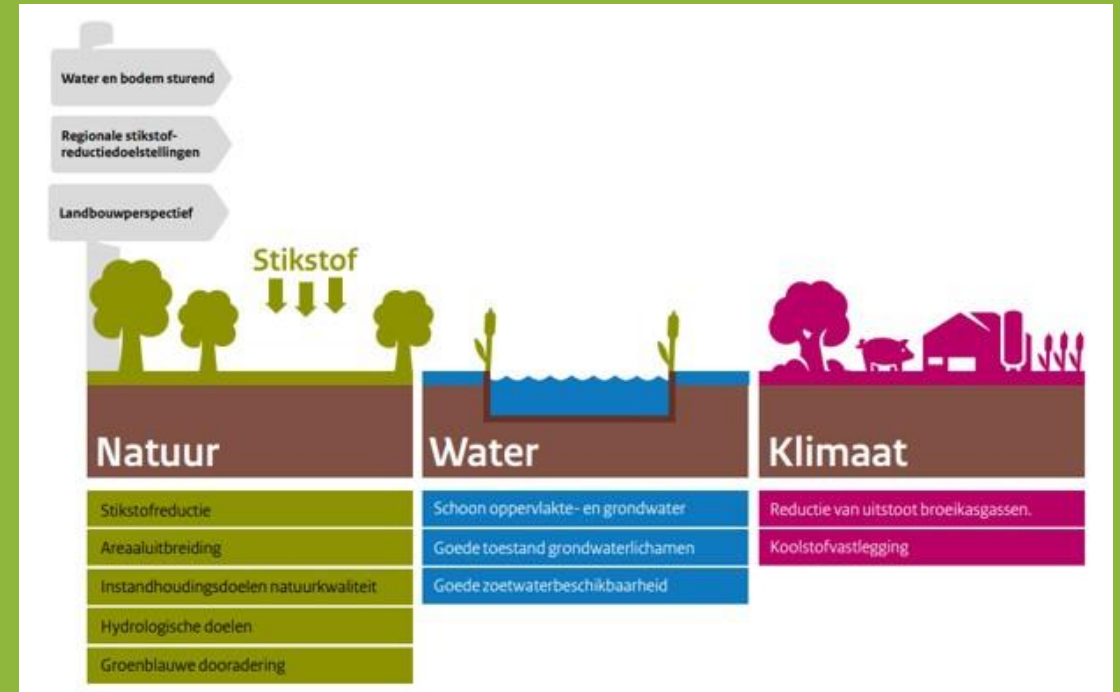 Water en bodem sturend
Regionale stikstof-
reductiedoelstellingen
Landbouwperspectief
Stikstof
Natuur
Stikstofreductie
Areaaluitbreiding
Instandhoudingsdoelen natuurkwaliteit
Hydrologische doelen
Groenblauwe dooradering
Water
Schoon oppervlakte- en grondwater
Goede toestand grondwaterlichamen
Goede zoetwaterbeschikbaarheid
Klimaat
Reductie van uitstoot broeikasgassen.
Koolstofvastlegging